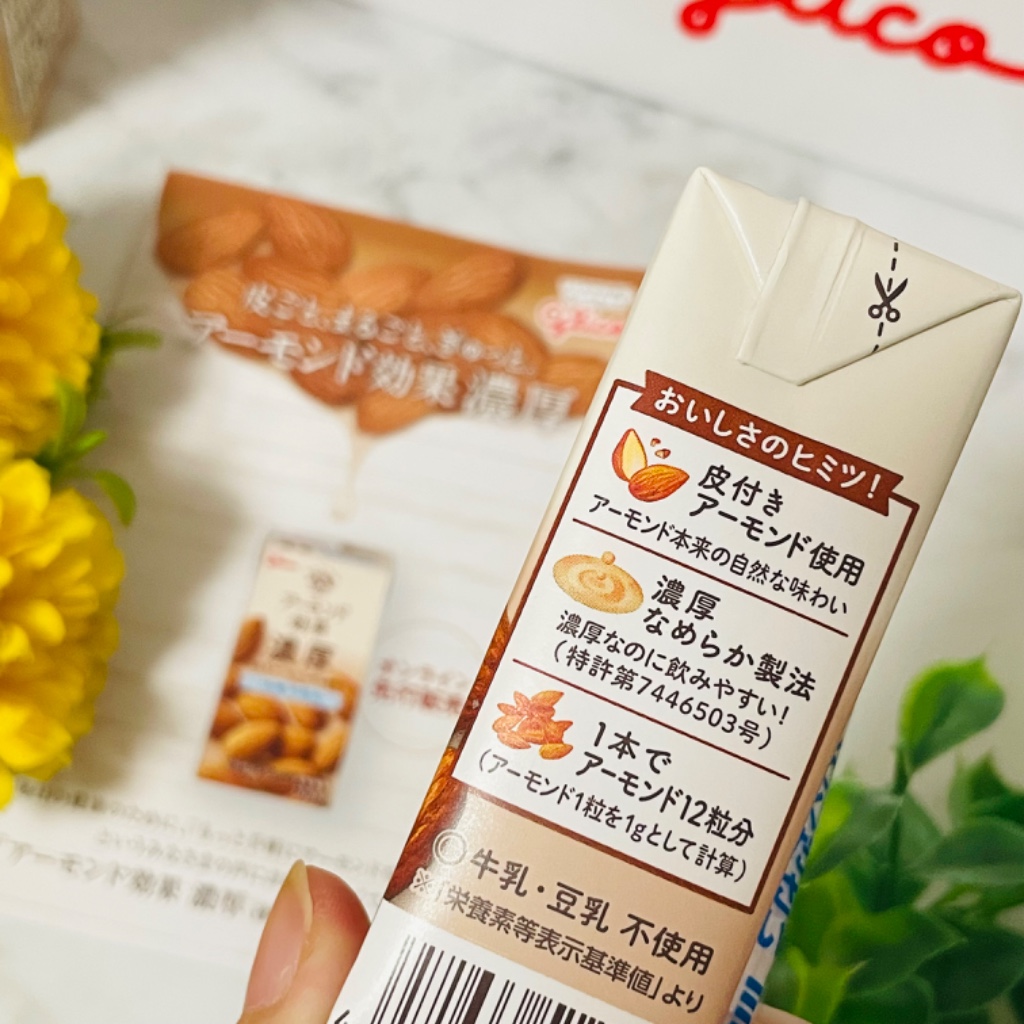 glico
皮ごと、まるごと、ぎゅっと。
アーモンド効果 濃厚
おいしさのヒミツ!
皮付き
アーモンド使用
アーモンド本来の自然な味わい
濃厚
なめらか製法
濃厚なのに飲みやすい!
(特許第7446503号)
1本で
アーモンド12粒分
(アーモンド1粒を1gとして計算)
牛乳・豆乳 不使用
※「栄養素等表示基準値」より
アーモンド
効果
濃厚
アーモンド効果 濃厚